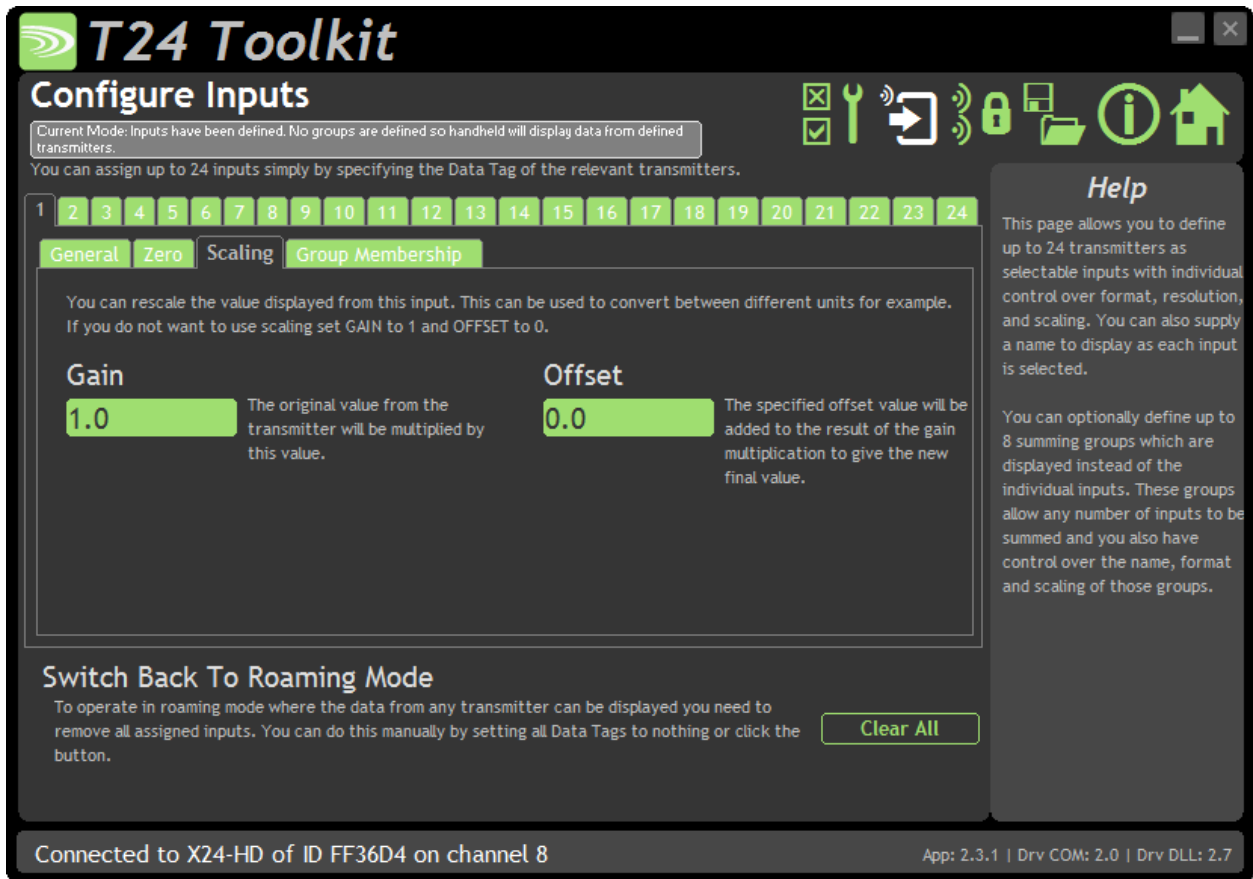 T24 Toolkit
Configure Inputs
Current Mode: Inputs have been defined. No groups are defined so handheld will display data from defined
transmitters.
You can assign up to 24 inputs simply by specifying the Data Tag of the relevant transmitters.
1 2 3 4 5 6 7 8 9 10 11 12 13 14 15 16 17 18 19 20 21 22 23 24
General Zero Scaling Group Membership
You can rescale the value displayed from this input. This can be used to convert between different units for example.
If you do not want to use scaling set GAIN to 1 and OFFSET to 0.
Gain
1.0
The original value from the
transmitter will be multiplied by
this value.
Offset
0.0
The specified offset value will be
added to the result of the gain
multiplication to give the new
final value.
Switch Back To Roaming Mode
To operate in roaming mode where the data from any transmitter can be displayed you need to
remove all assigned inputs. You can do this manually by setting all Data Tags to nothing or click the
button.
Clear All
Help
This page allows you to define
up to 24 transmitters as
selectable inputs with individual
control over format, resolution,
and scaling. You can also supply
a name to display as each input
is selected.
You can optionally define up to
8 summing groups which are
displayed instead of the
individual inputs. These groups
allow any number of inputs to be
summed and you also have
control over the name, format
and scaling of those groups.
Connected to X24-HD of ID FF36D4 on channel 8
App: 2.3.1 | Drv COM: 2.0 | Drv DLL: 2.7